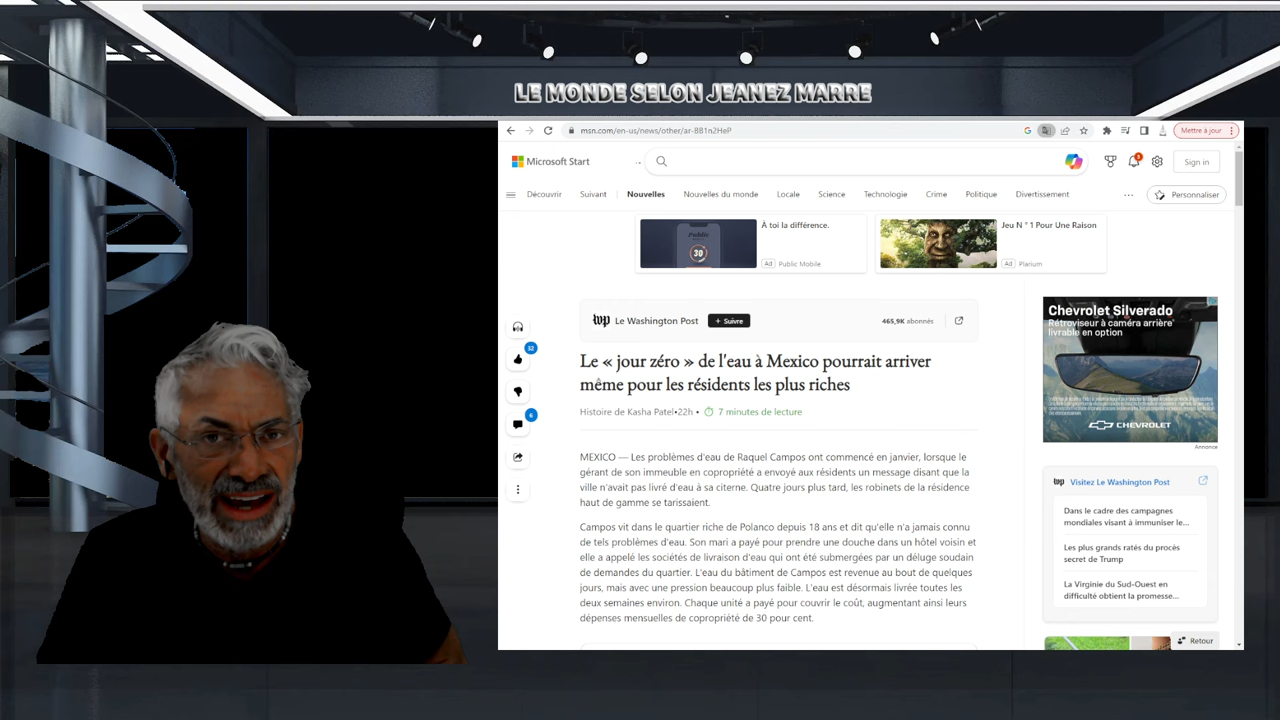 LE MONDE SELON JEANEZ MARRE
msn.com/en-us/news/other/ar-BB1n2HeP
Mettre à jour
Microsoft Start
Sign in
Découvrir
Suivant
Nouvelles
Nouvelles du monde
Locale
Science
Technologie
Crime
Politique
Divertissement
Personnaliser
Public
30
À toi la différence.
Ad Public Mobile
Jeu N ° 1 Pour Une Raison
Ad Plarium
wp Le Washington Post
+ Suivre
465,9K abonnés
32
6
Le « jour zéro » de l'eau à Mexico pourrait arriver
même pour les résidents les plus riches
Histoire de Kasha Patel•22h •
7 minutes de lecture
MEXICO — Les problèmes d'eau de Raquel Campos ont commencé en janvier, lorsque le
gérant de son immeuble en copropriété a envoyé aux résidents un message disant que la
ville n'avait pas livré d'eau à sa citerne. Quatre jours plus tard, les robinets de la résidence
haut de gamme se tarissaient.
Campos vit dans le quartier riche de Polanco depuis 18 ans et dit qu'elle n'a jamais connu
de tels problèmes d'eau. Son mari a payé pour prendre une douche dans un hôtel voisin et
elle a appelé les sociétés de livraison d'eau qui ont été submergées par un déluge soudain
de demandes du quartier. L'eau du bâtiment de Campos est revenue au bout de quelques
jours, mais avec une pression beaucoup plus faible. L'eau est désormais livrée toutes les
deux semaines environ. Chaque unité a payé pour couvrir le coût, augmentant ainsi leurs
dépenses mensuelles de copropriété de 30 pour cent.
Chevrolet Silverado
Rétroviseur à caméra arrière
livrable en option
CHEVROLET
Annonce
wp Visitez Le Washington Post
Dans le cadre des campagnes
mondiales visant à immuniser le...
Les plus grands ratés du procès
secret de Trump
La Virginie du Sud-Ouest en
difficulté obtient la promesse...
Retour